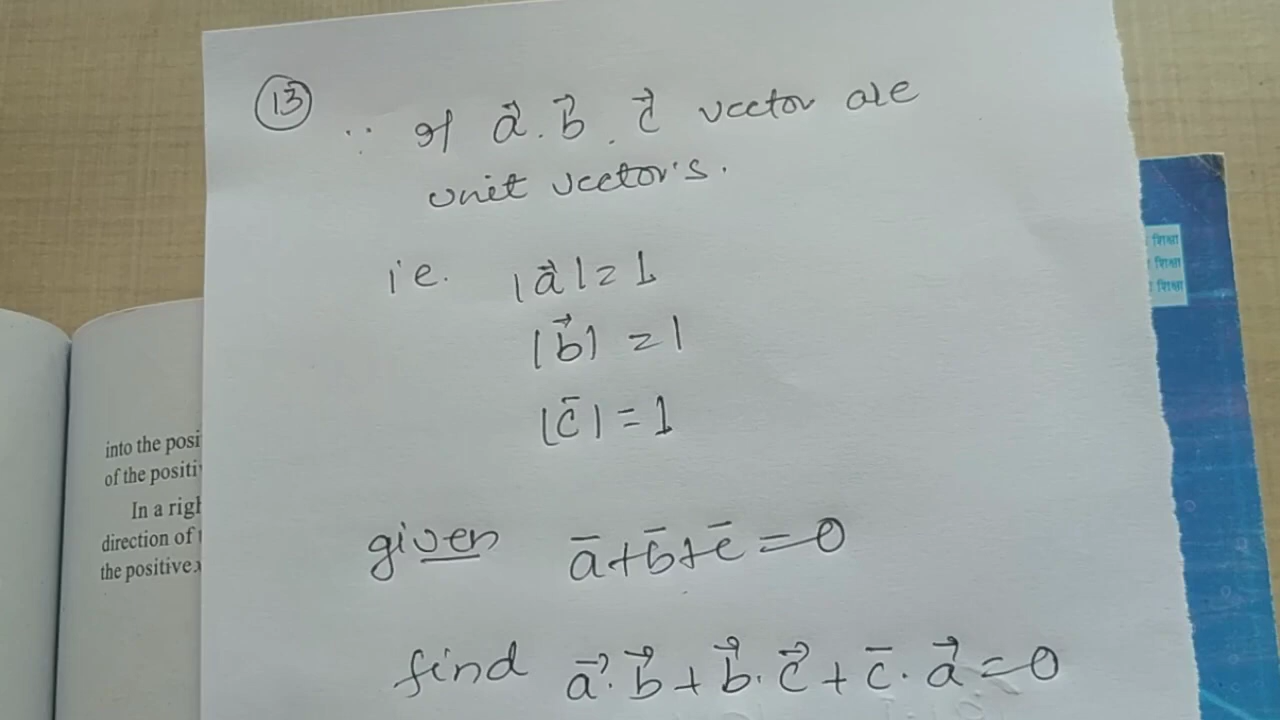 (13)
∵ If a⃗ . b⃗ . c⃗ vector are
unit vector's.
i.e. |a⃗| = 1
|b⃗| = 1
|c̄| = 1
given ā+b̄+c̄ = 0
find a⃗.b⃗ + b⃗.c⃗ + c̄.a⃗ = 0
into the posi
of the positi
In a righ
direction of t
the positive x
शिक्षा
शिक्षा
शिक्षा